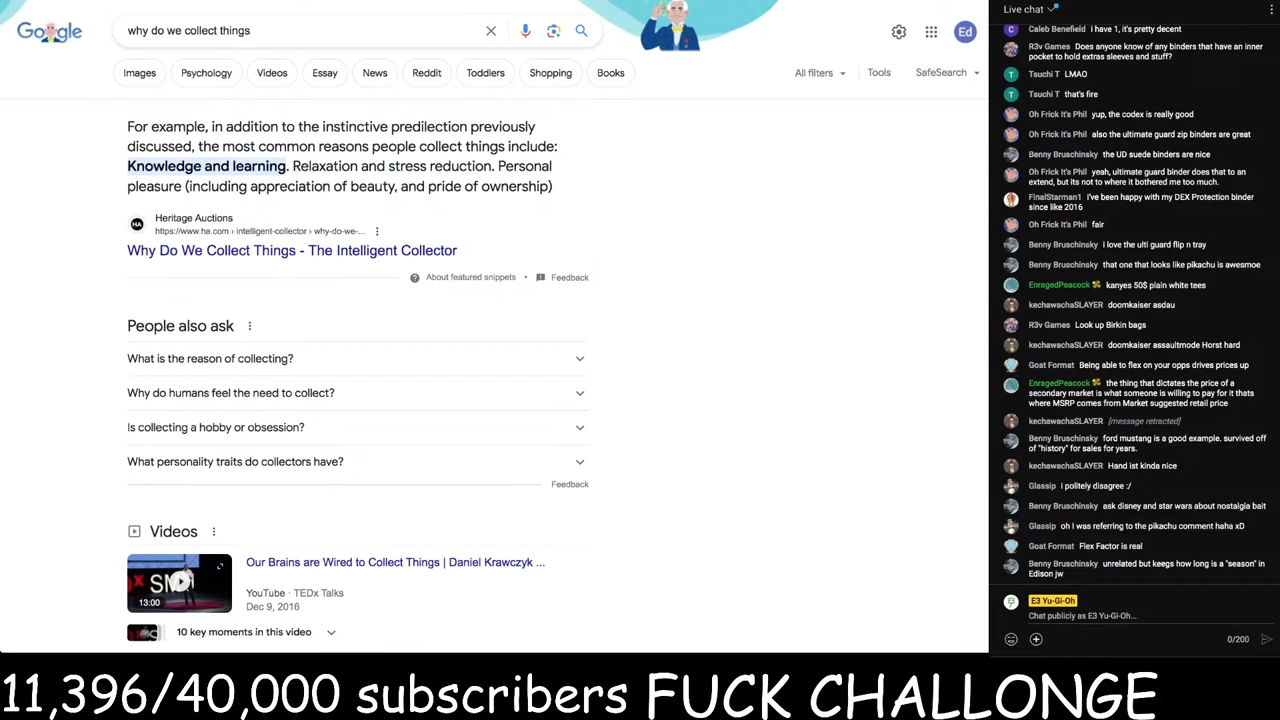 Google
why do we collect things
Ed
Images
Psychology
Videos
Essay
News
Reddit
Toddlers
Shopping
Books
All filters
Tools
SafeSearch
For example, in addition to the instinctive predilection previously
discussed, the most common reasons people collect things include:
Knowledge and learning. Relaxation and stress reduction. Personal
pleasure (including appreciation of beauty, and pride of ownership)
HA
Heritage Auctions
https://www.ha.com › intelligent-collector › why-do-we-...
Why Do We Collect Things - The Intelligent Collector
About featured snippets • Feedback
People also ask
What is the reason of collecting?
Why do humans feel the need to collect?
Is collecting a hobby or obsession?
What personality traits do collectors have?
Feedback
Videos
13:00
Our Brains are Wired to Collect Things | Daniel Krawczyk ...
YouTube · TEDx Talks
Dec 9, 2016
10 key moments in this video
Live chat
C
Caleb Benefield i have 1, it's pretty decent
R3v Games Does anyone know of any binders that have an inner
pocket to hold extras sleeves and stuff?
T
Tsuchi T LMAO
T
Tsuchi T that's fire
Oh Frick It's Phil yup, the codex is really good
Oh Frick It's Phil also the ultimate guard zip binders are great
Benny Bruschinsky the UD suede binders are nice
Oh Frick It's Phil yeah, ultimate guard binder does that to an
extend, but its not to where it bothered me too much.
FinalStarman1 I've been happy with my DEX Protection binder
since like 2016
Oh Frick It's Phil fair
Benny Bruschinsky i love the ulti guard flip n tray
Benny Bruschinsky that one that looks like pikachu is awesmoe
EnragedPeacock kanyes 50$ plain white tees
kechawachaSLAYER doomkaiser asdau
R3v Games Look up Birkin bags
kechawachaSLAYER doomkaiser assaultmode Horst hard
Goat Format Being able to flex on your opps drives prices up
EnragedPeacock the thing that dictates the price of a
secondary market is what someone is willing to pay for it thats
where MSRP comes from Market suggested retail price
kechawachaSLAYER [message retracted]
Benny Bruschinsky ford mustang is a good example. survived off
of "history" for sales for years.
kechawachaSLAYER Hand ist kinda nice
Glassip i politely disagree :/
Benny Bruschinsky ask disney and star wars about nostalgia bait
Glassip oh I was referring to the pikachu comment haha xD
Goat Format Flex Factor is real
Benny Bruschinsky unrelated but keegs how long is a "season" in
Edison jw
E3 Yu-Gi-Oh
Chat publicly as E3 Yu-Gi-Oh...
0/200
11,396/40,000 subscribers FUCK CHALLONGE